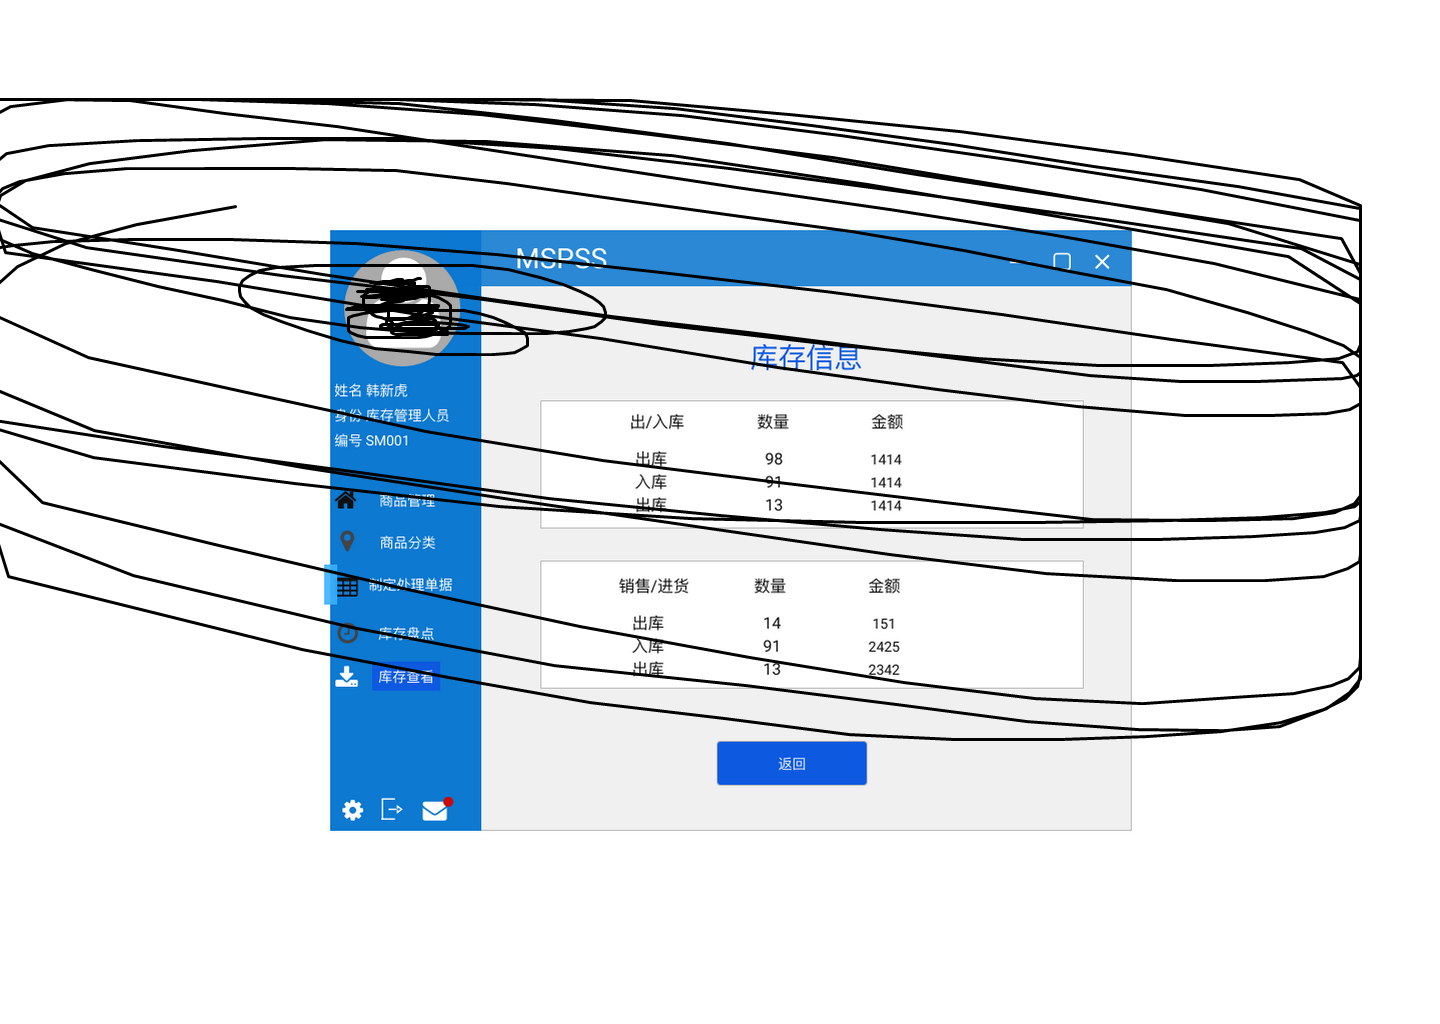 MSPSS
姓名 韩新虎
身份 库存管理人员
编号 SM001
商品管理
商品分类
制定处理单据
库存盘点
库存查看
库存信息
出/入库 数量 金额
出库 98 1414
入库 91 1414
出库 13 1414
销售/进货 数量 金额
出库 14 151
入库 91 2425
出库 13 2342
返回